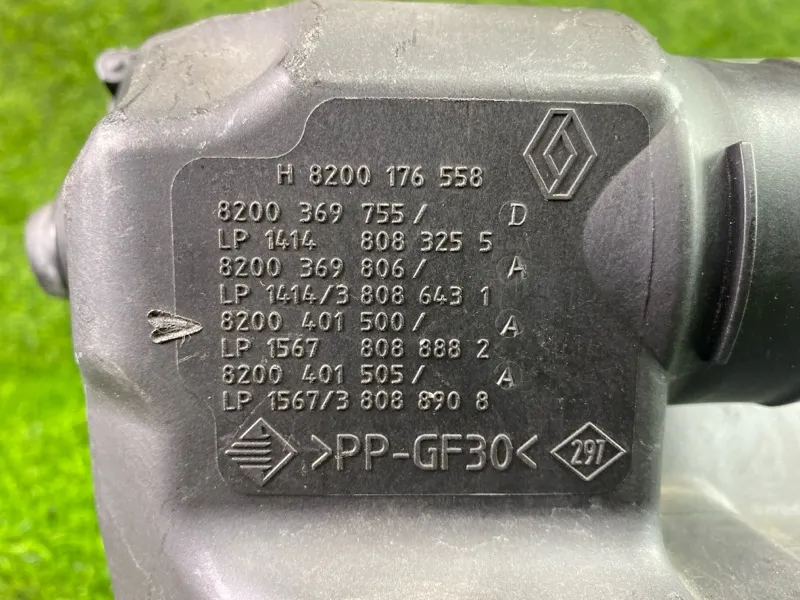 H 8200 176 558
8200 369 755/ D
LP 1414 808 325 5
8200 369 806/ A
LP 1414/3 808 643 1
8200 401 500/ A
LP 1567 808 888 2
8200 401 505/ A
LP 1567/3 808 890 8
>PP-GF30< 297